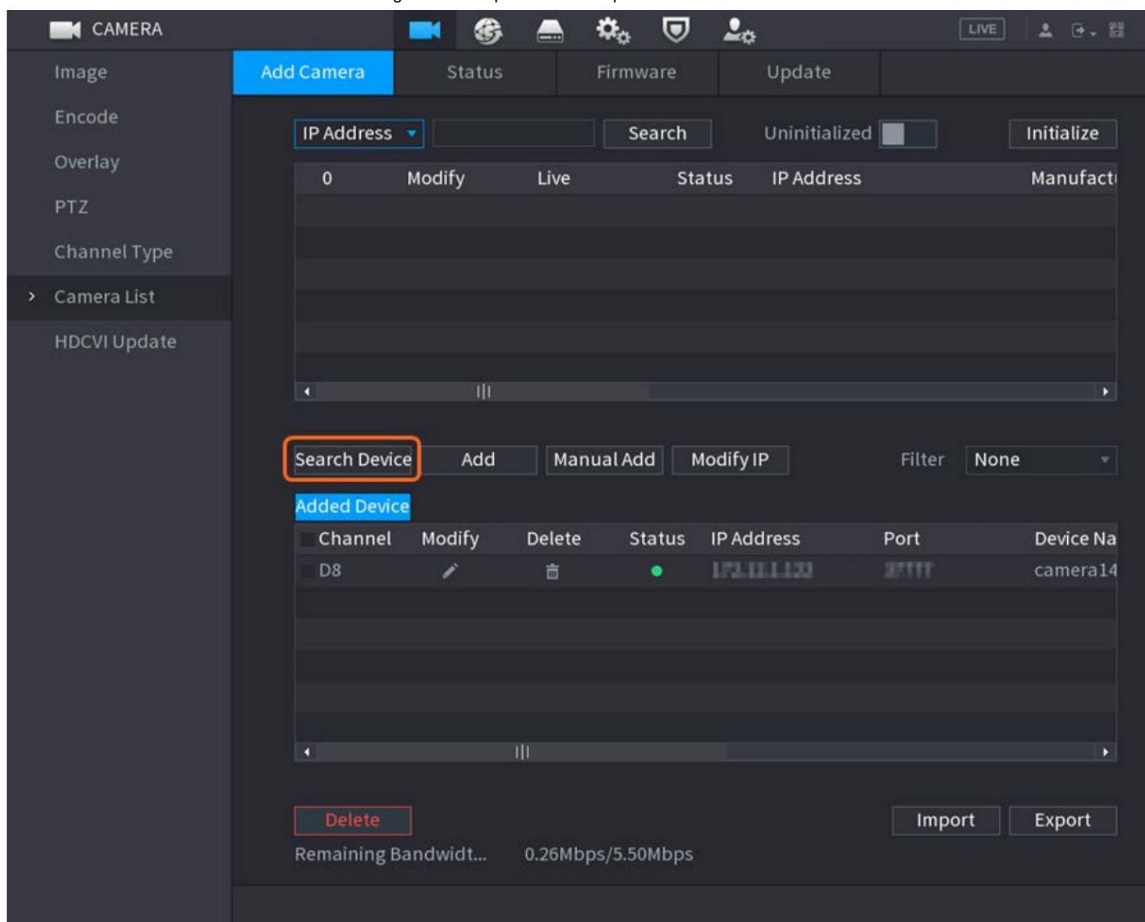 CAMERA LIVE
Image Add Camera Status Firmware Update
Encode
IP Address Search Uninitialized Initialize
Overlay
0 Modify Live Status IP Address Manufact
PTZ
Channel Type
> Camera List
HDCVI Update
Search Device Add Manual Add Modify IP Filter None
Added Device
Channel Modify Delete Status IP Address Port Device Na
D8 camera14
Delete Import Export
Remaining Bandwidt... 0.26Mbps/5.50Mbps